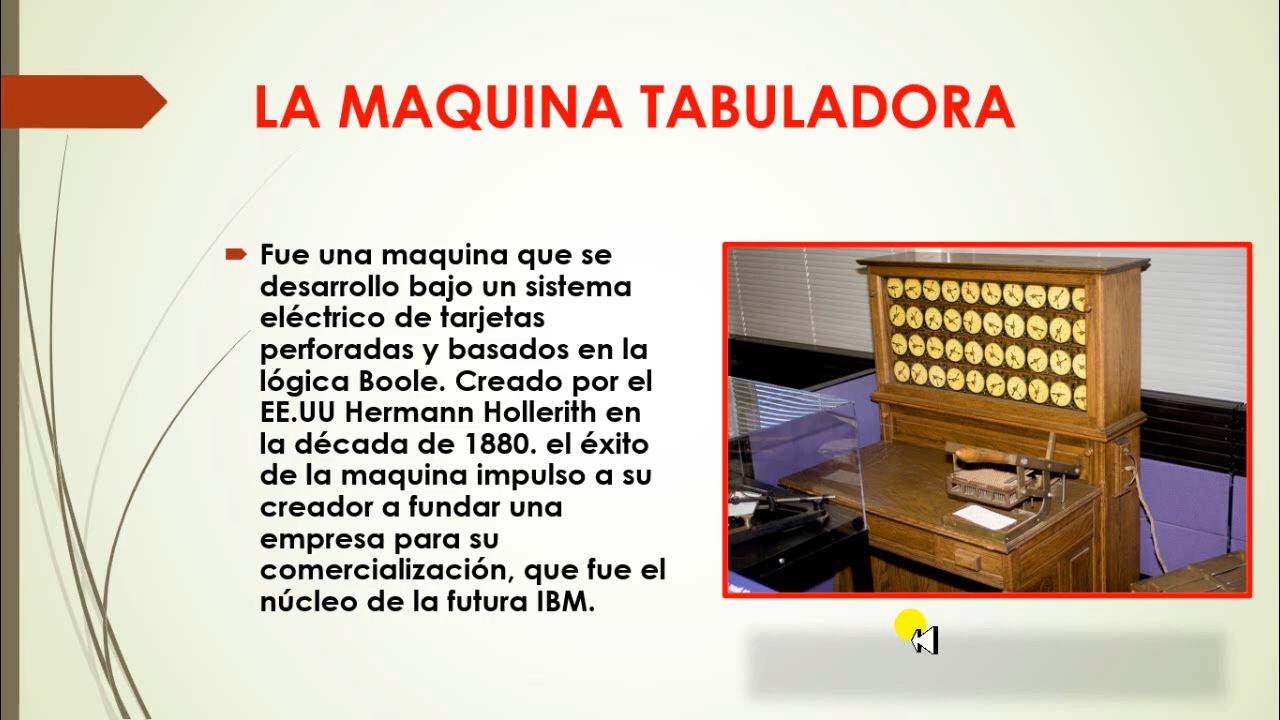 LA MAQUINA TABULADORA
Fue una maquina que se
desarrollo bajo un sistema
eléctrico de tarjetas
perforadas y basados en la
lógica Boole. Creado por el
EE.UU Hermann Hollerith en
la década de 1880. el éxito
de la maquina impulso a su
creador a fundar una
empresa para su
comercialización, que fue el
núcleo de la futura IBM.